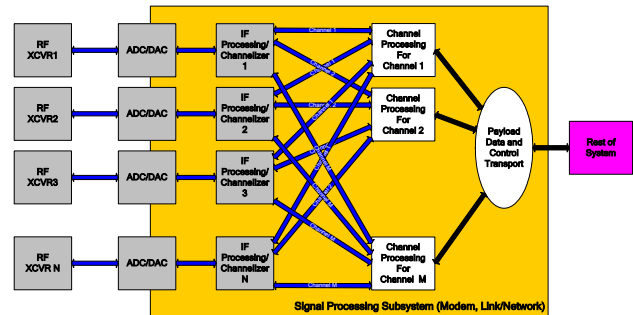 RF
XCVR1
ADC/DAC
IF
Processing/
Channelizer
1
Channel 1
Channel
Processing
For
Channel 1
RF
XCVR2
ADC/DAC
IF
Processing/
Channelizer
2
Channel
Processing
For
Channel 2
Payload
Data and
Control
Transport
Rest of
System
RF
XCVR3
ADC/DAC
IF
Processing/
Channelizer
3
RF
XCVR N
ADC/DAC
IF
Processing/
Channelizer
N
Channel M
Channel M
Channel
Processing
For
Channel M
Signal Processing Subsystem (Modem, Link/Network)